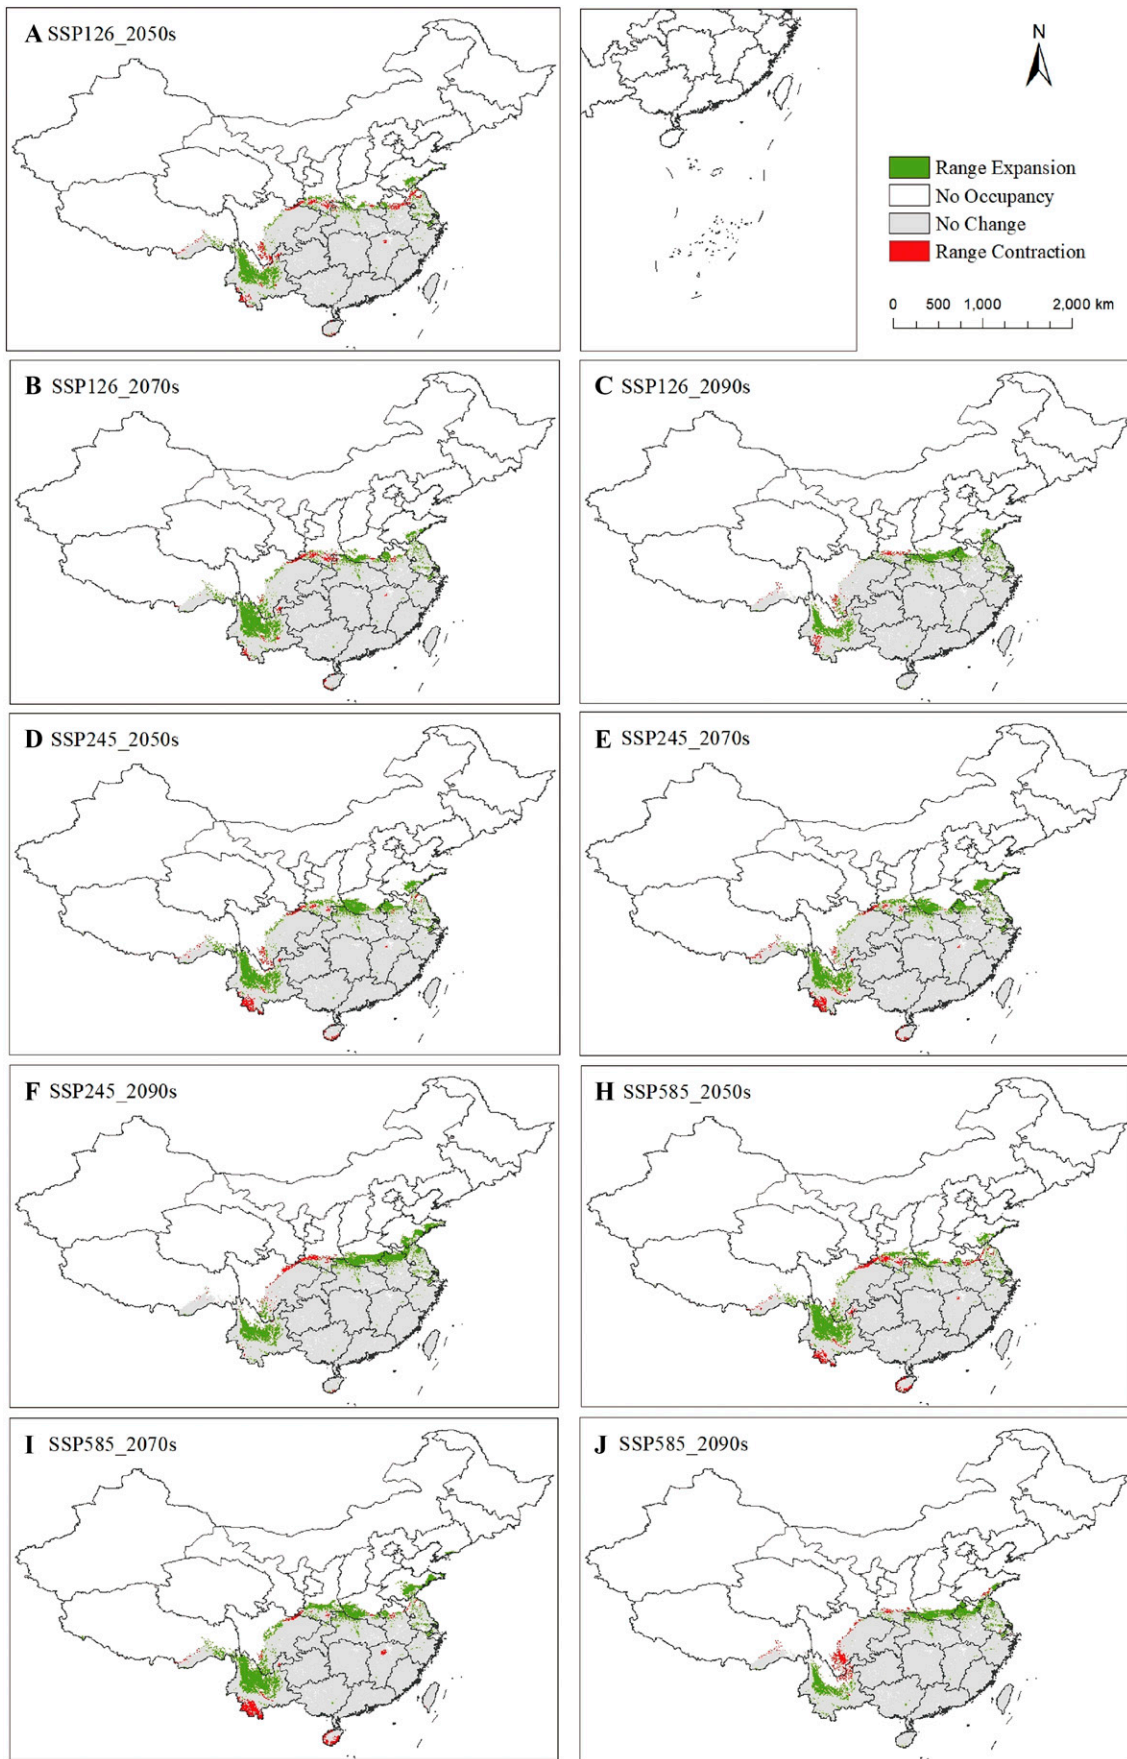 A SSP126_2050s
N
Range Expansion
No Occupancy
No Change
Range Contraction
0 500 1,000 2,000 km
B SSP126_2070s
C SSP126_2090s
D SSP245_2050s
E SSP245_2070s
F SSP245_2090s
H SSP585_2050s
I SSP585_2070s
J SSP585_2090s